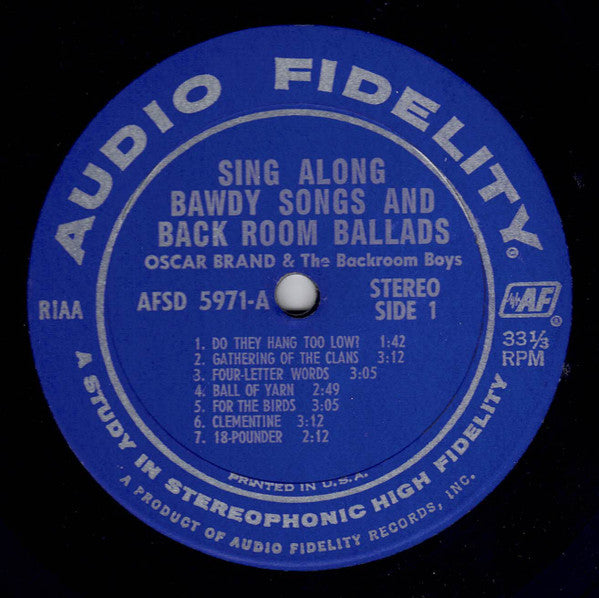 AUDIO FIDELITY®
SING ALONG
BAWDY SONGS AND
BACK ROOM BALLADS
OSCAR BRAND & The Backroom Boys
RIAA
AFSD 5971-A
STEREO
SIDE 1
AF®
33⅓
RPM
1. DO THEY HANG TOO LOW? 1:42
2. GATHERING OF THE CLANS 3:12
3. FOUR-LETTER WORDS 3:05
4. BALL OF YARN 2:49
5. FOR THE BIRDS 3:05
6. CLEMENTINE 3:12
7. 18-POUNDER 2:12
PRINTED IN U.S.A.
A STUDY IN STEREOPHONIC HIGH FIDELITY
A PRODUCT OF AUDIO FIDELITY RECORDS, INC.